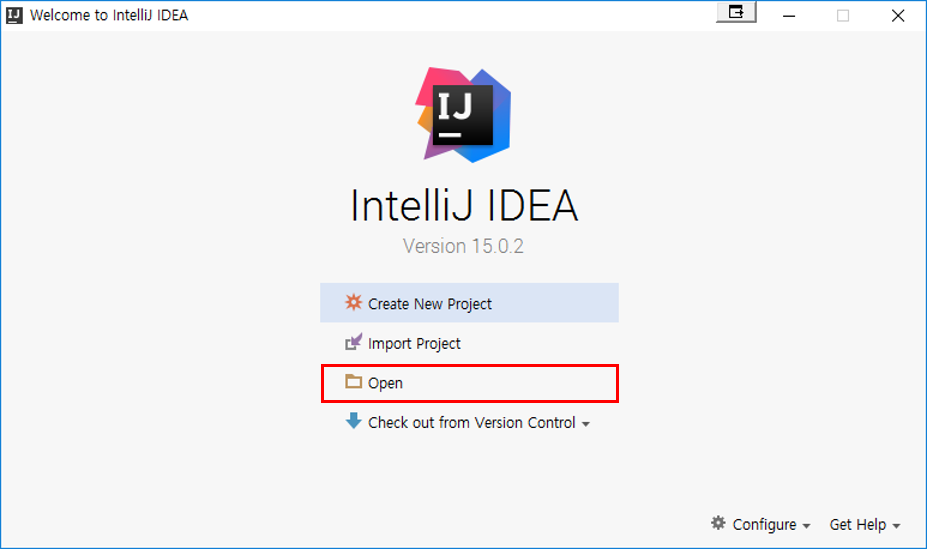 Welcome to IntelliJ IDEA
IJ
IntelliJ IDEA
Version 15.0.2
Create New Project
Import Project
Open
Check out from Version Control
Configure Get Help